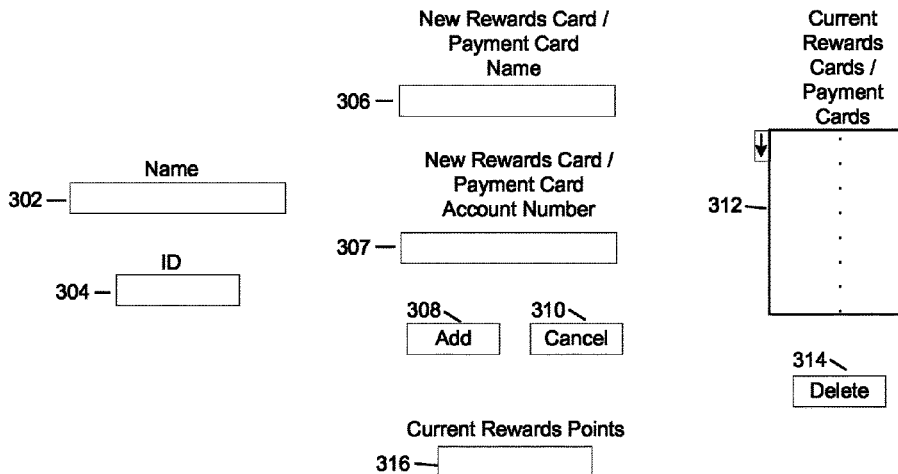 New Rewards Card /
Payment Card
Name
306
Current
Rewards
Cards /
Payment
Cards
Name
302
ID
304
New Rewards Card /
Payment Card
Account Number
307
308
Add
310
Cancel
312
314
Delete
Current Rewards Points
316